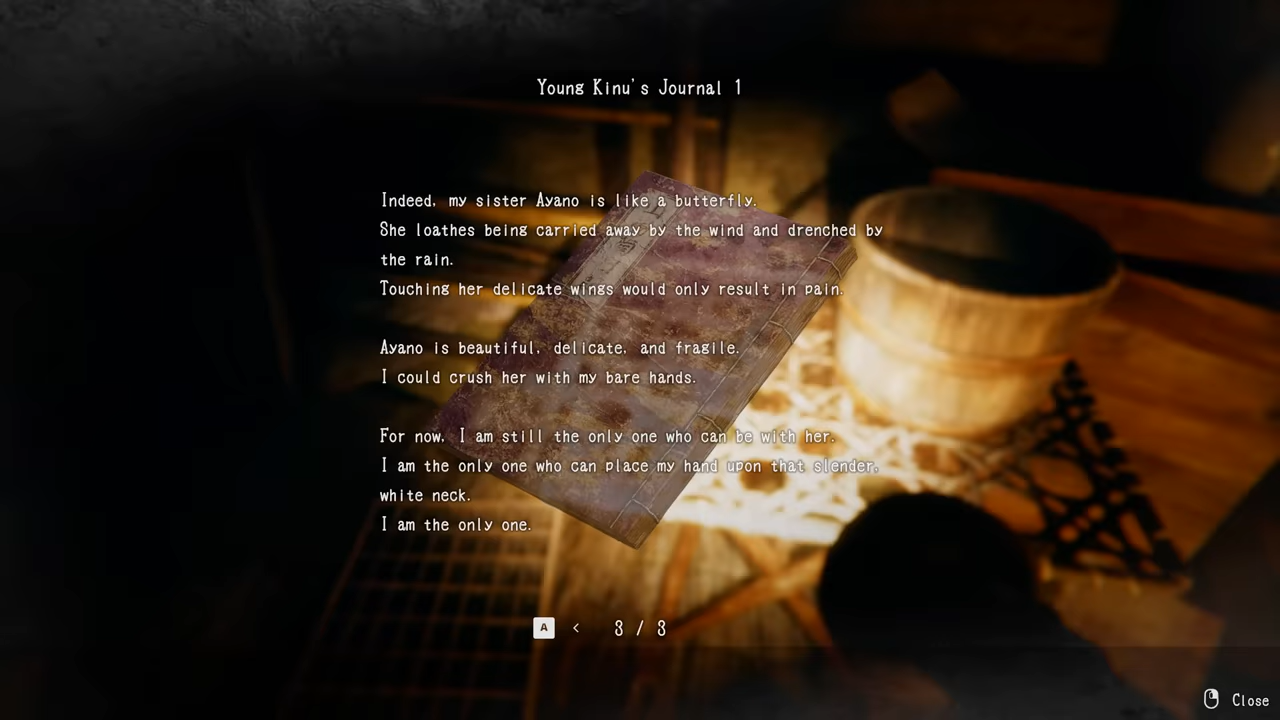 Young Kinu's Journal 1
Indeed, my sister Ayano is like a butterfly.
She loathes being carried away by the wind and drenched by
the rain.
Touching her delicate wings would only result in pain.
Ayano is beautiful, delicate, and fragile.
I could crush her with my bare hands.
For now, I am still the only one who can be with her.
I am the only one who can place my hand upon that slender,
white neck.
I am the only one.
A < 3 / 3
Close